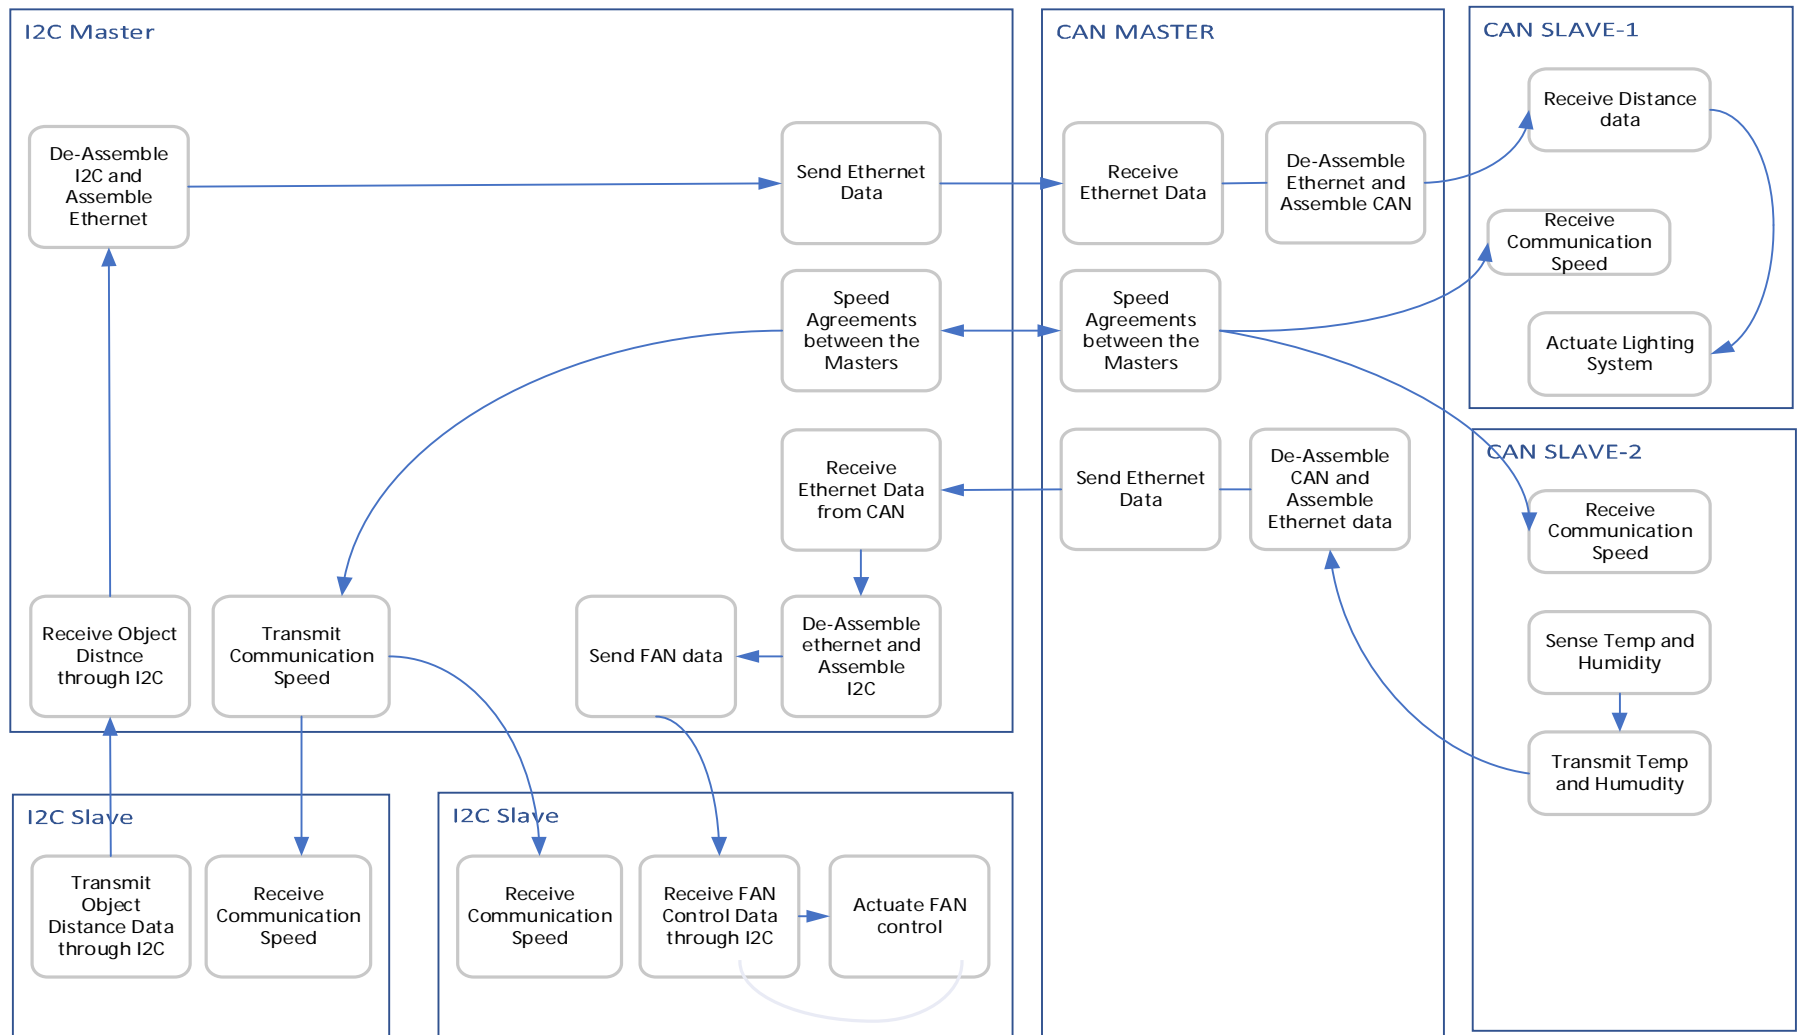 I2C Master
De-Assemble
I2C and
Assemble
Ethernet
Send Ethernet
Data
Speed
Agreements
between the
Masters
Receive
Ethernet Data
from CAN
Receive Object
Distnce
through I2C
Transmit
Communication
Speed
Send FAN data
De-Assemble
ethernet and
Assemble
I2C
CAN MASTER
Receive
Ethernet Data
De-Assemble
Ethernet and
Assemble CAN
Speed
Agreements
between the
Masters
Send Ethernet
Data
De-Assemble
CAN and
Assemble
Ethernet data
CAN SLAVE-1
Receive Distance
data
Receive
Communication
Speed
Actuate Lighting
System
CAN SLAVE-2
Receive
Communication
Speed
Sense Temp and
Humidity
Transmit Temp
and Humudity
I2C Slave
Transmit
Object
Distance Data
through I2C
Receive
Communication
Speed
I2C Slave
Receive
Communication
Speed
Receive FAN
Control Data
through I2C
Actuate FAN
control